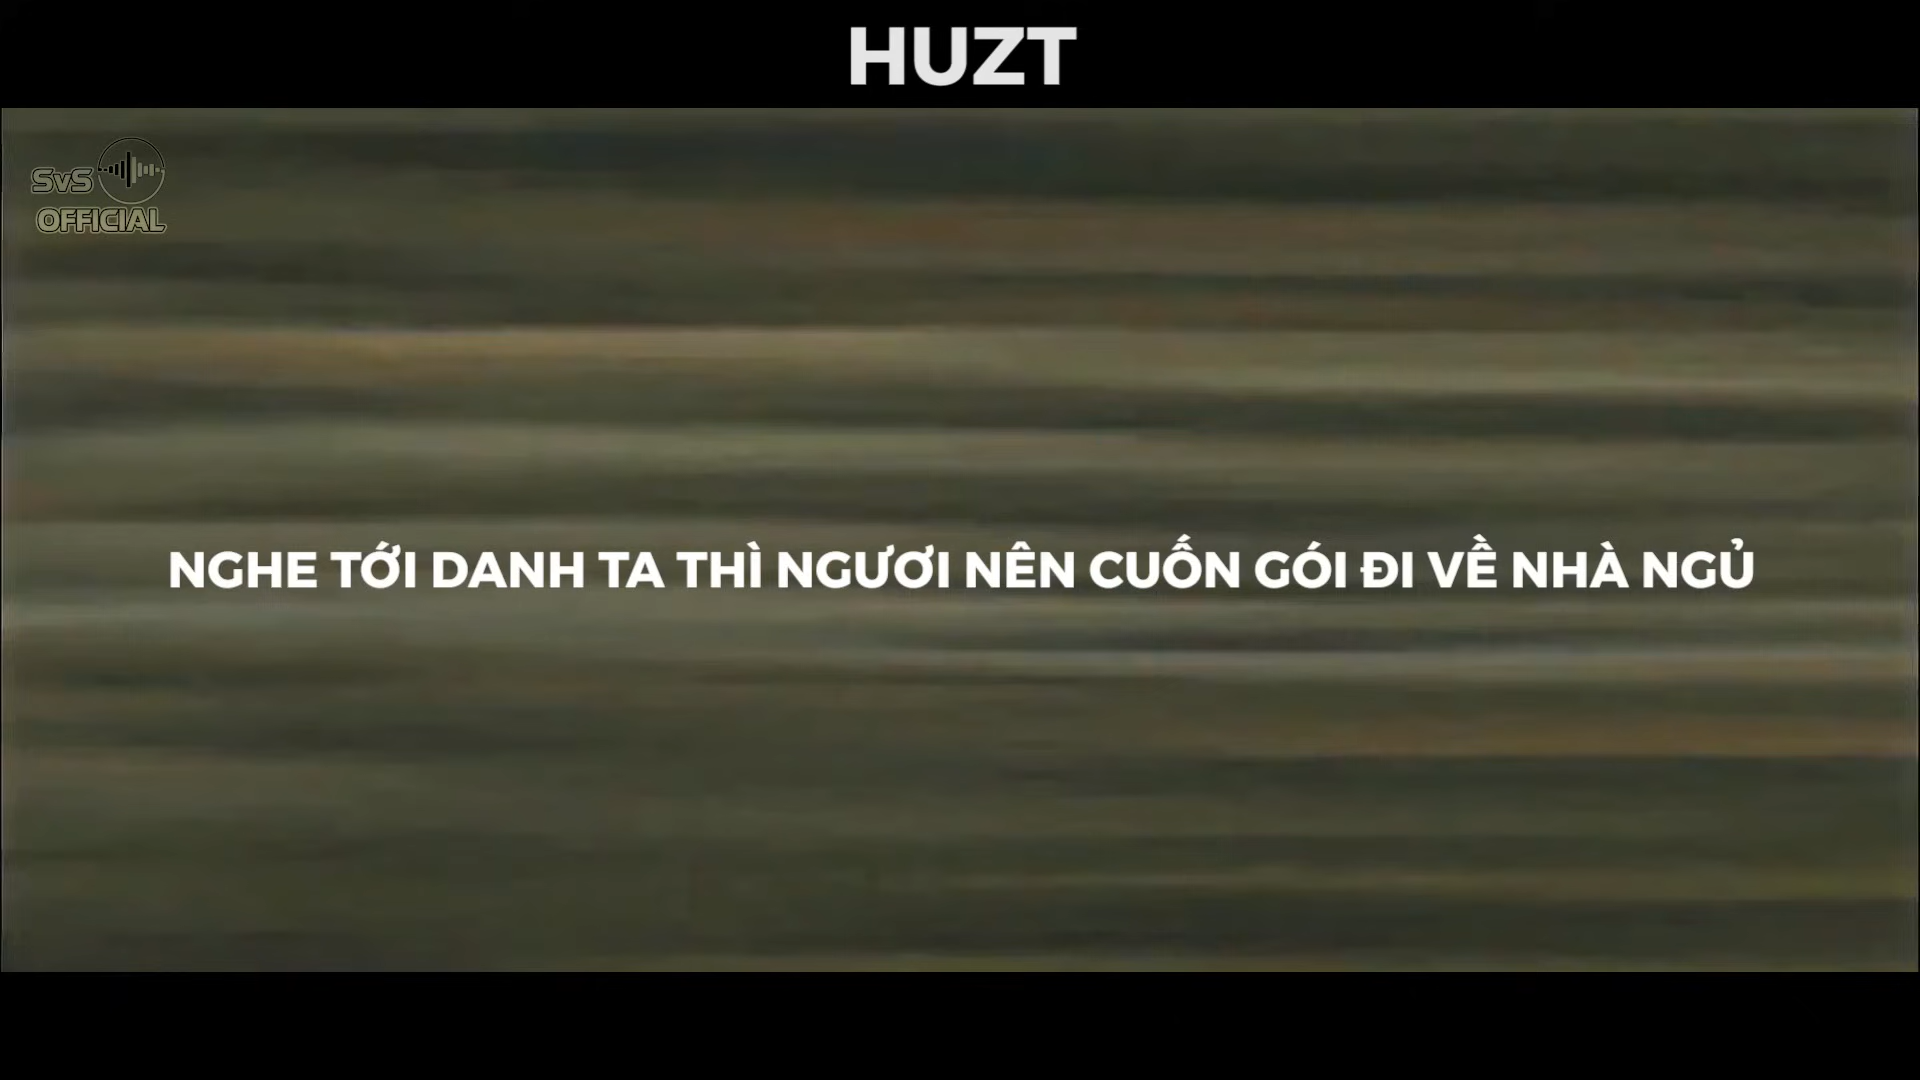 HUZT
SvS
OFFICIAL
NGHE TỚI DANH TA THÌ NGƯƠI NÊN CUỐN GÓI ĐI VỀ NHÀ NGỦ